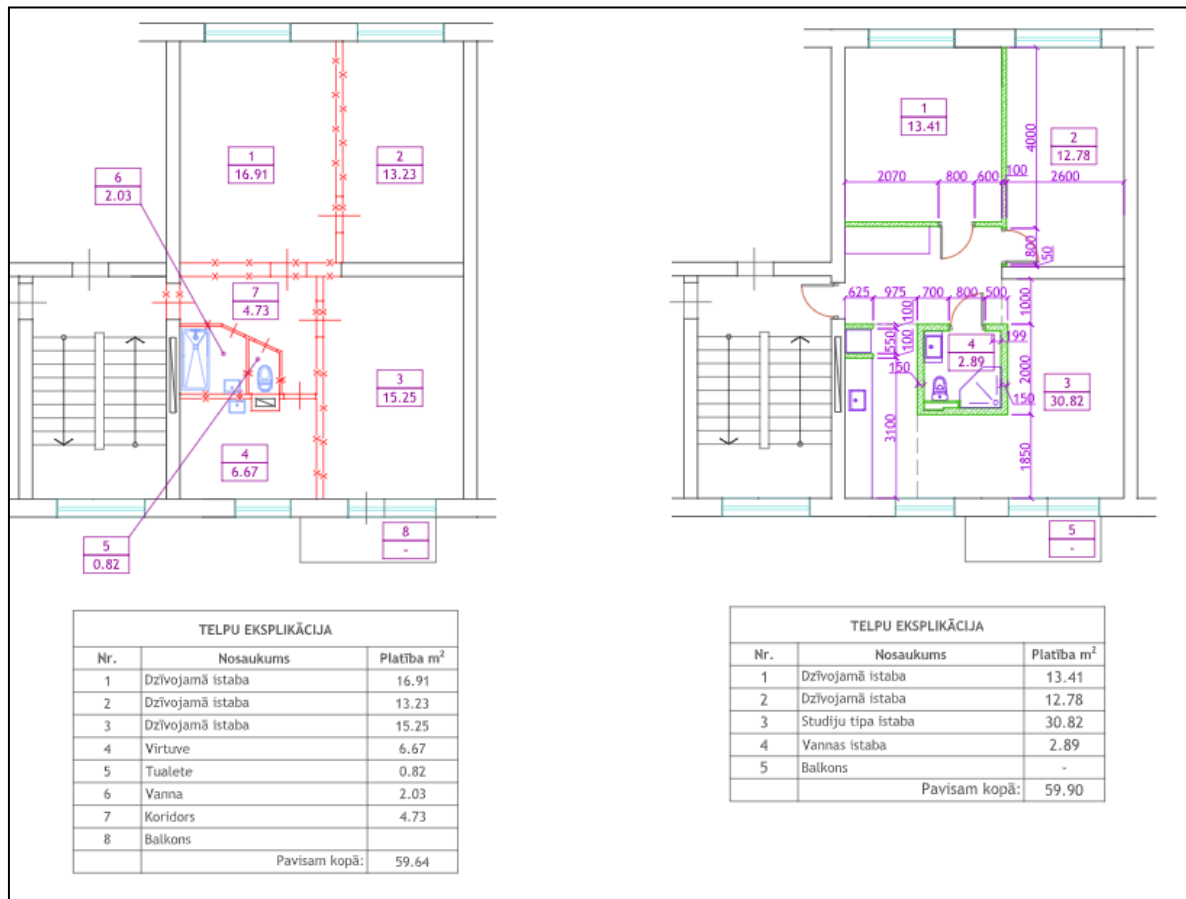 1
16.91
2
13.23
6
2.03
7
4.73
3
15.25
4
6.67
8
-
5
0.82
1
13.41
2
12.78
4000
2070
800
600
100
2600
800
50
625
975
700
800
500
1000
100
550
100
150
4
2.89
199
2000
150
3
30.82
3100
1850
5
-
TELPU EKSPLIKĀCIJA
Nr. Nosaukums Platība m²
1 Dzīvojamā istaba 16.91
2 Dzīvojamā istaba 13.23
3 Dzīvojamā istaba 15.25
4 Virtuve 6.67
5 Tualete 0.82
6 Vanna 2.03
7 Koridors 4.73
8 Balkons
Pavisam kopā: 59.64
TELPU EKSPLIKĀCIJA
Nr. Nosaukums Platība m²
1 Dzīvojamā istaba 13.41
2 Dzīvojamā istaba 12.78
3 Studiju tipa istaba 30.82
4 Vannas istaba 2.89
5 Balkons -
Pavisam kopā: 59.90